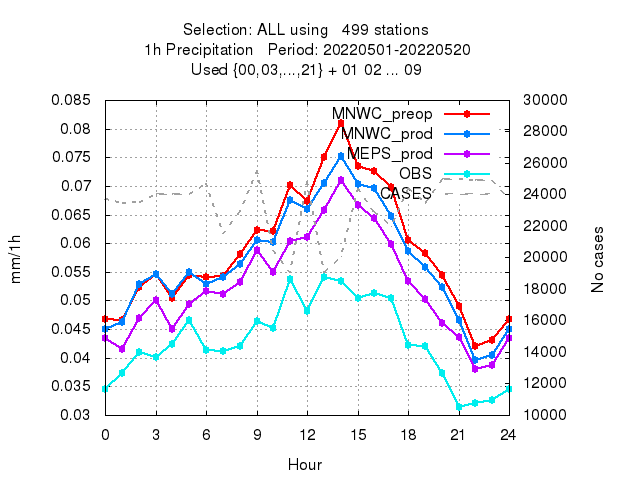 Selection: ALL using   499 stations
1h Precipitation   Period: 20220501-20220520
Used {00,03,...,21} + 01 02 ... 09
0.085
0.08
0.075
0.07
0.065
0.06
0.055
0.05
0.045
0.04
0.035
0.03
mm/1h
MNWC_preop
MNWC_prod
MEPS_prod
OBS
CASES
30000
28000
26000
24000
22000
20000
18000
16000
14000
12000
10000
No cases
0 3 6 9 12 15 18 21 24
Hour